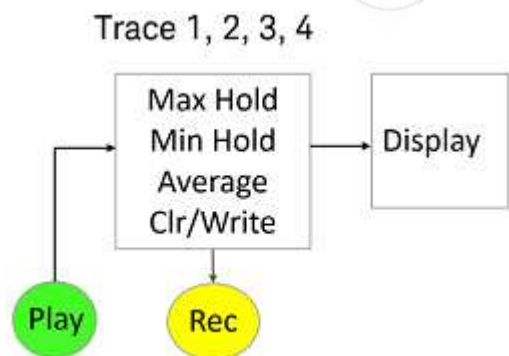 Trace 1, 2, 3, 4
Max Hold
Min Hold
Average
Clr/Write
Display
Play
Rec